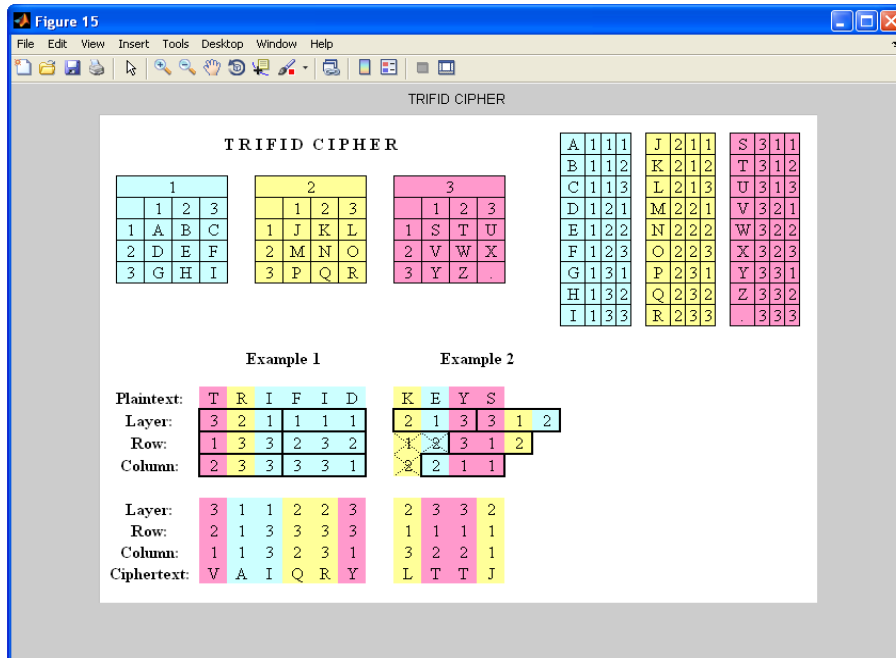 Figure 15
File Edit View Insert Tools Desktop Window Help
TRIFID CIPHER
TRIFID CIPHER
1
1 2 3
1 A B C
2 D E F
3 G H I
2
1 2 3
1 J K L
2 M N O
3 P Q R
3
1 2 3
1 S T U
2 V W X
3 Y Z .
A 1 1 1
B 1 1 2
C 1 1 3
D 1 2 1
E 1 2 2
F 1 2 3
G 1 3 1
H 1 3 2
I 1 3 3
J 2 1 1
K 2 1 2
L 2 1 3
M 2 2 1
N 2 2 2
O 2 2 3
P 2 3 1
Q 2 3 2
R 2 3 3
S 3 1 1
T 3 1 2
U 3 1 3
V 3 2 1
W 3 2 2
X 3 2 3
Y 3 3 1
Z 3 3 2
. 3 3 3
Example 1 Example 2
Plaintext: T R I F I D K E Y S
Layer: 3 2 1 1 1 1 2 1 3 3 1 2
Row: 1 3 3 2 3 2 1 2 3 1 2
Column: 2 3 3 3 3 1 2 2 1 1
Layer: 3 1 1 2 2 3 2 3 3 2
Row: 2 1 3 3 3 3 1 1 1 1
Column: 1 1 3 2 3 1 3 2 2 1
Ciphertext: V A I Q R Y L T T J